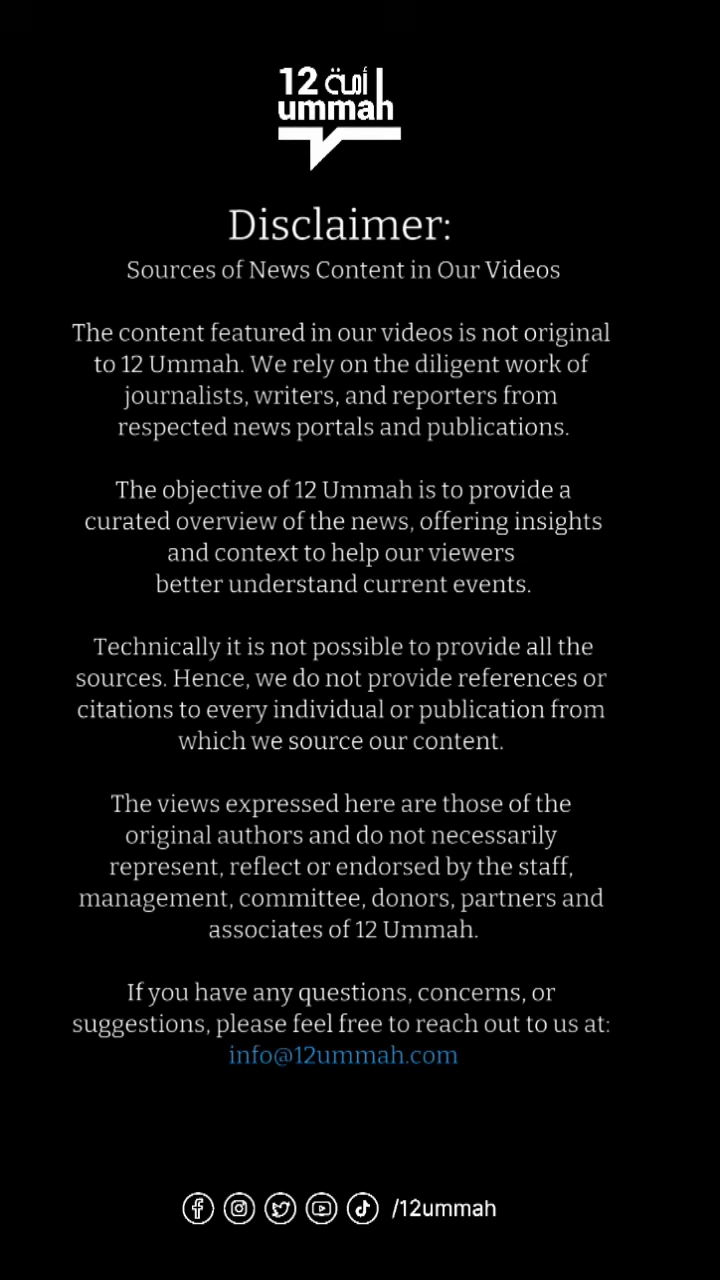 12 أمة
ummah
Disclaimer:
Sources of News Content in Our Videos
The content featured in our videos is not original
to 12 Ummah. We rely on the diligent work of
journalists, writers, and reporters from
respected news portals and publications.
The objective of 12 Ummah is to provide a
curated overview of the news, offering insights
and context to help our viewers
better understand current events.
Technically it is not possible to provide all the
sources. Hence, we do not provide references or
citations to every individual or publication from
which we source our content.
The views expressed here are those of the
original authors and do not necessarily
represent, reflect or endorsed by the staff,
management, committee, donors, partners and
associates of 12 Ummah.
If you have any questions, concerns, or
suggestions, please feel free to reach out to us at:
info@12ummah.com
/12ummah